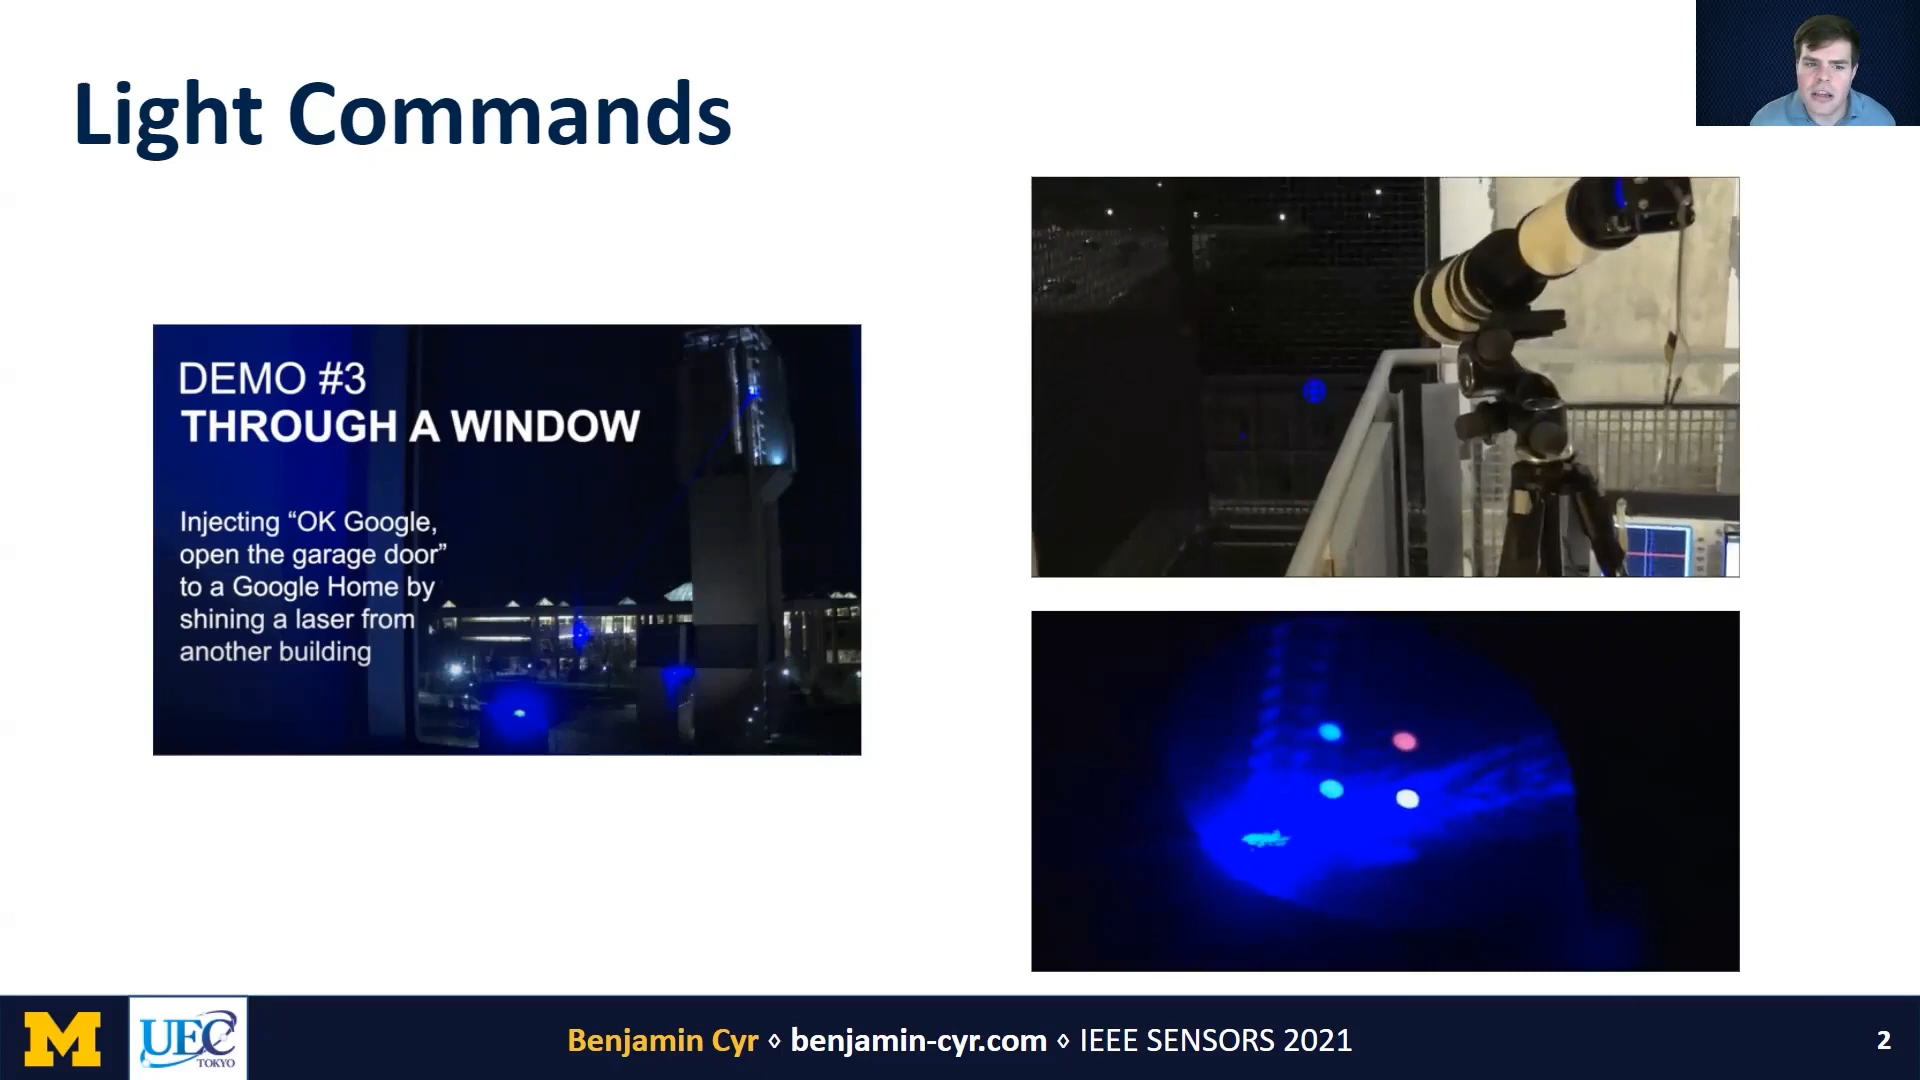 Light Commands
DEMO #3
THROUGH A WINDOW
Injecting “OK Google,
open the garage door”
to a Google Home by
shining a laser from
another building
M
UEC
TOKYO
Benjamin Cyr ◊ benjamin-cyr.com ◊ IEEE SENSORS 2021
2